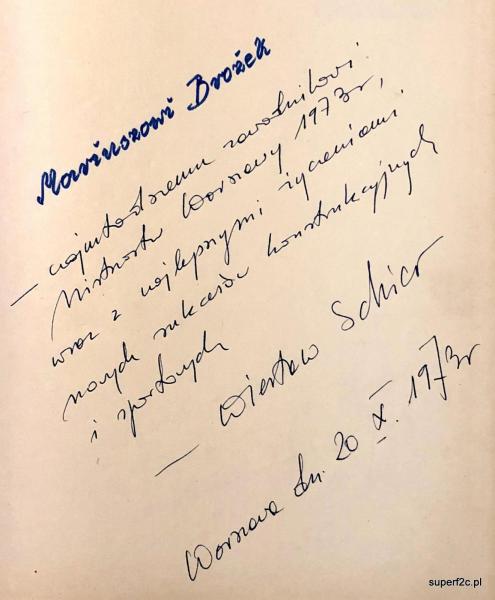 Mariuszowi Brożek
— najmłodszemu zawodnikowi
Mistrzostw Warszawy 1973r,
wraz z najlepszymi życzeniami
nowych sukcesów konstrukcyjnych
i sportowych
— Wiesław Schier
Warszawa dn. 20 X. 1973r
superf2c.pl